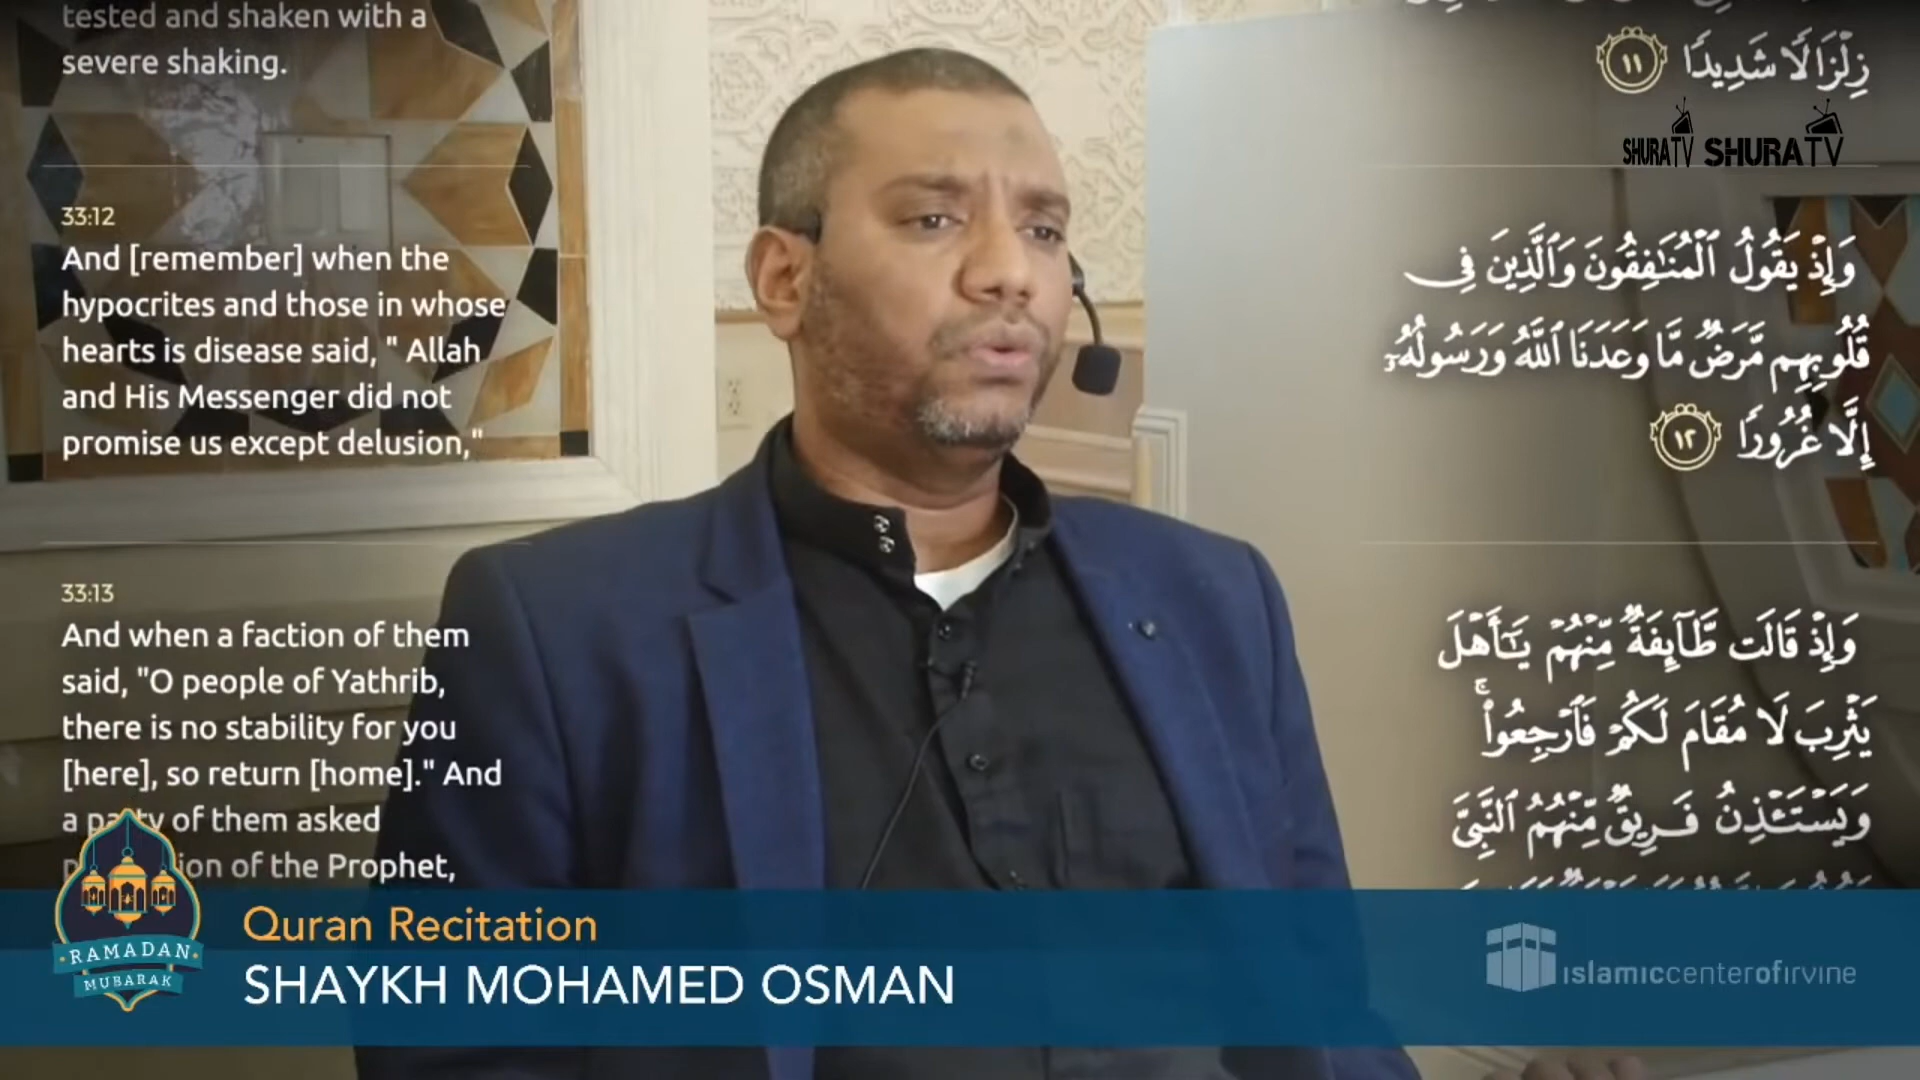 tested and shaken with a
severe shaking.
33:12
And [remember] when the
hypocrites and those in whose
hearts is disease said, " Allah
and His Messenger did not
promise us except delusion,"
33:13
And when a faction of them
said, "O people of Yathrib,
there is no stability for you
[here], so return [home]." And
a party of them asked
of the Prophet,
زِلْزَالًا شَدِيدًا ١١
SHURATV SHURATV
وَإِذْ يَقُولُ ٱلْمُنَٰفِقُونَ وَٱلَّذِينَ فِى
قُلُوبِهِم مَّرَضٌ مَّا وَعَدَنَا ٱللَّهُ وَرَسُولُهُۥٓ
إِلَّا غُرُورًا ١٢
وَإِذْ قَالَت طَّآئِفَةٌ مِّنْهُمْ يَٰٓأَهْلَ
يَثْرِبَ لَا مُقَامَ لَكُمْ فَٱرْجِعُوا۟ ۚ
وَيَسْتَـْٔذِنُ فَرِيقٌ مِّنْهُمُ ٱلنَّبِىَّ
RAMADAN
MUBARAK
Quran Recitation
SHAYKH MOHAMED OSMAN
islamiccenterofirvine